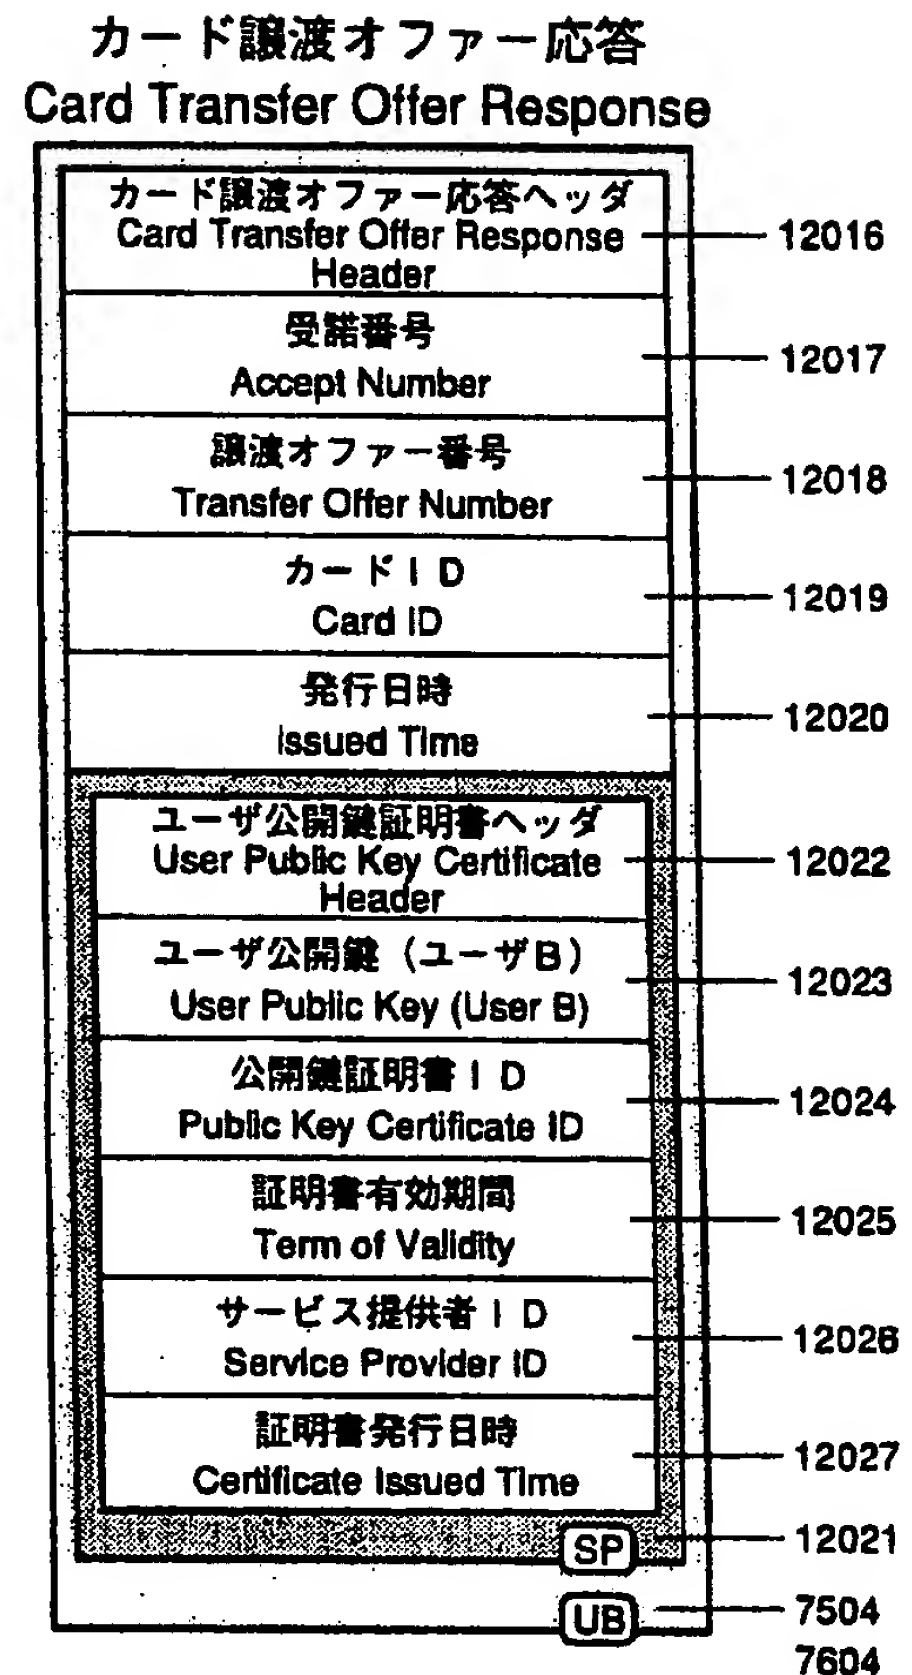 カード譲渡オファー応答
Card Transfer Offer Response
カード譲渡オファー応答ヘッダ
Card Transfer Offer Response
Header
12016
受諾番号
Accept Number
12017
譲渡オファー番号
Transfer Offer Number
12018
カードID
Card ID
12019
発行日時
Issued Time
12020
ユーザ公開鍵証明書ヘッダ
User Public Key Certificate
Header
12022
ユーザ公開鍵（ユーザB）
User Public Key (User B)
12023
公開鍵証明書ID
Public Key Certificate ID
12024
証明書有効期間
Term of Validity
12025
サービス提供者ID
Service Provider ID
12026
証明書発行日時
Certificate Issued Time
12027
SP
12021
UB
7504
7604